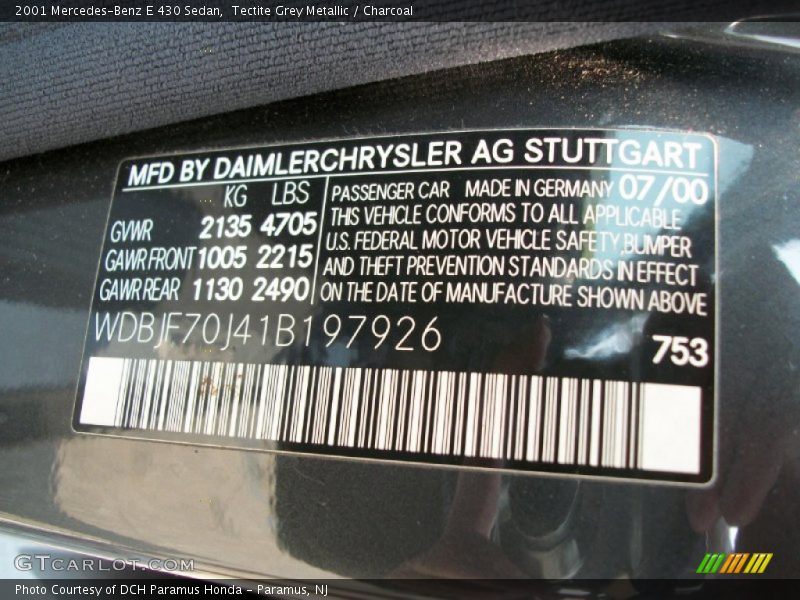 2001 Mercedes-Benz E 430 Sedan,  Tectite Grey Metallic / Charcoal
MFD BY DAIMLERCHRYSLER AG STUTTGART
KG LBS
GVWR 2135 4705
GAWR FRONT 1005 2215
GAWR REAR 1130 2490
PASSENGER CAR MADE IN GERMANY 07/00
THIS VEHICLE CONFORMS TO ALL APPLICABLE
U.S. FEDERAL MOTOR VEHICLE SAFETY,BUMPER
AND THEFT PREVENTION STANDARDS IN EFFECT
ON THE DATE OF MANUFACTURE SHOWN ABOVE
WDBJF70J41B197926
753
GTCARLOT.COM
Photo Courtesy of DCH Paramus Honda - Paramus, NJ